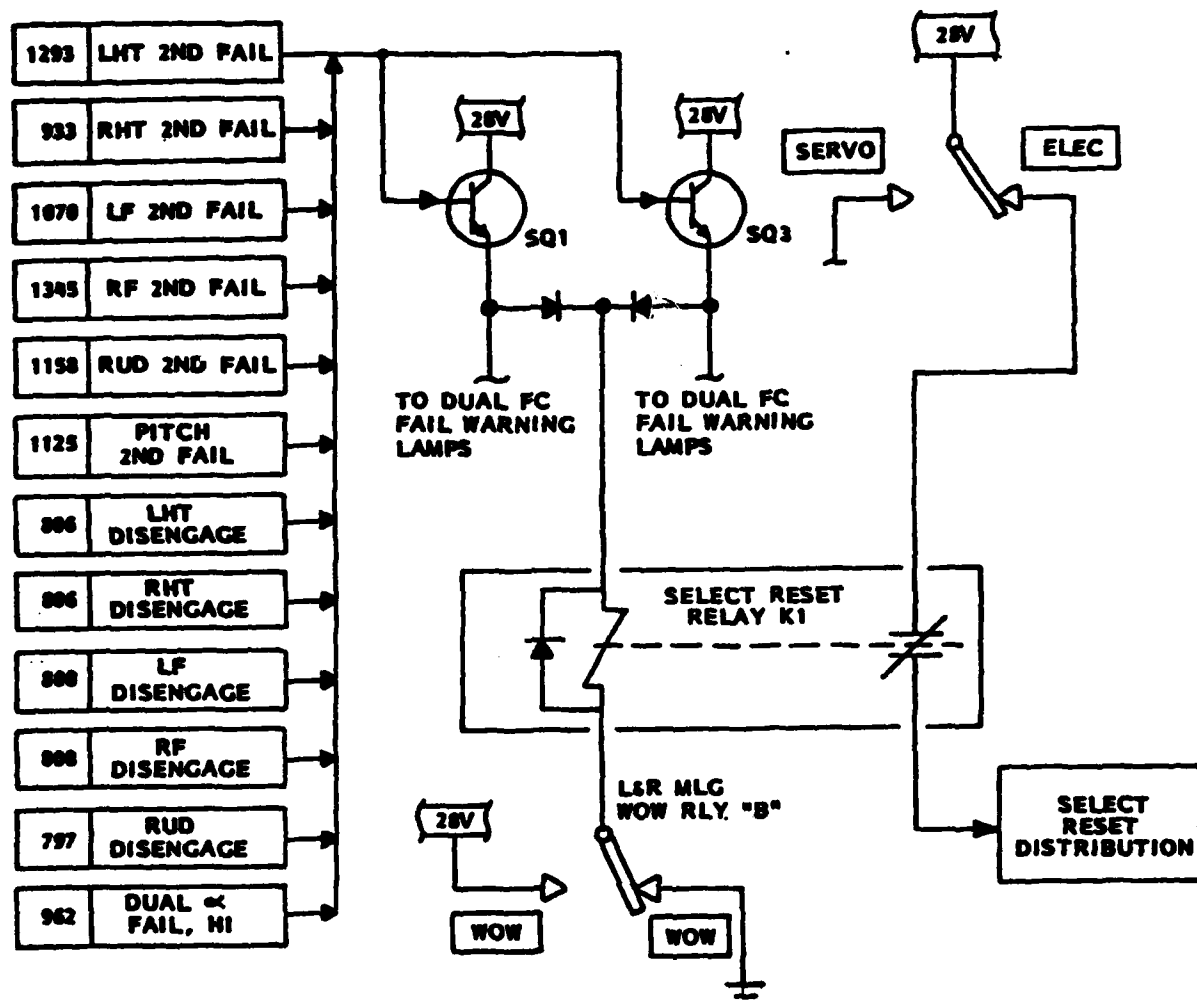 1293 LHT 2ND FAIL
933 RHT 2ND FAIL
1070 LF 2ND FAIL
1345 RF 2ND FAIL
1158 RUD 2ND FAIL
1125 PITCH
2ND FAIL
806 LHT
DISENGAGE
806 RHT
DISENGAGE
808 LF
DISENGAGE
808 RF
DISENGAGE
797 RUD
DISENGAGE
962 DUAL ∝
FAIL, HI
28V
SQ1
28V
SQ3
TO DUAL FC
FAIL WARNING
LAMPS
TO DUAL FC
FAIL WARNING
LAMPS
28V
SERVO
ELEC
SELECT RESET
RELAY K1
L&R MLG
WOW RLY. "B"
28V
WOW
WOW
SELECT
RESET
DISTRIBUTION